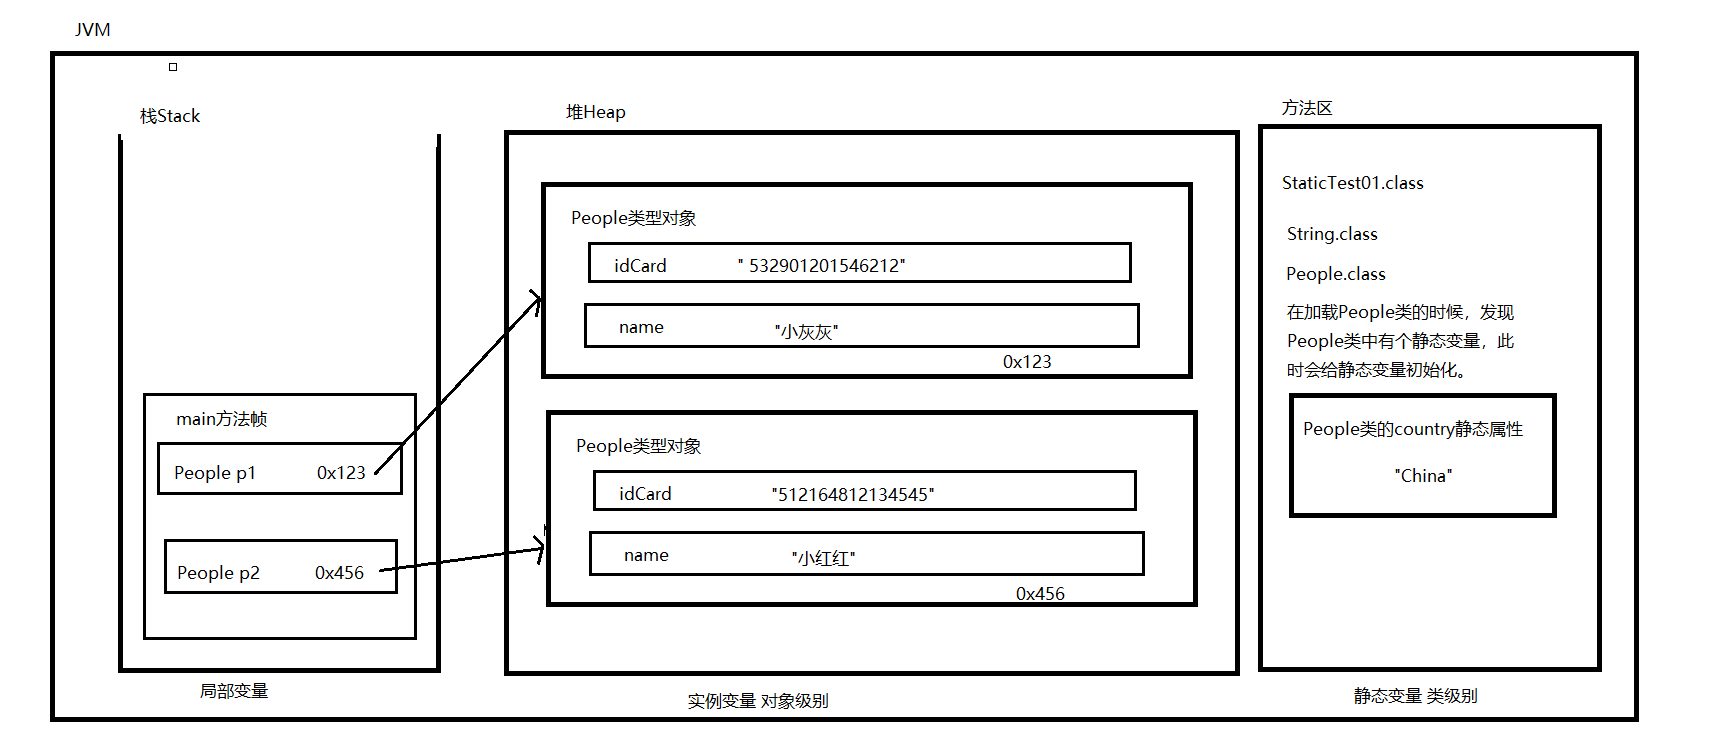 JVM
栈Stack
main方法帧
People p1 0x123
People p2 0x456
局部变量
堆Heap
People类型对象
idCard " 532901201546212"
name "小灰灰"
0x123
People类型对象
idCard "512164812134545"
name "小红红"
0x456
实例变量 对象级别
方法区
StaticTest01.class
String.class
People.class
在加载People类的时候，发现
People类中有个静态变量，此
时会给静态变量初始化。
People类的country静态属性
"China"
静态变量 类级别